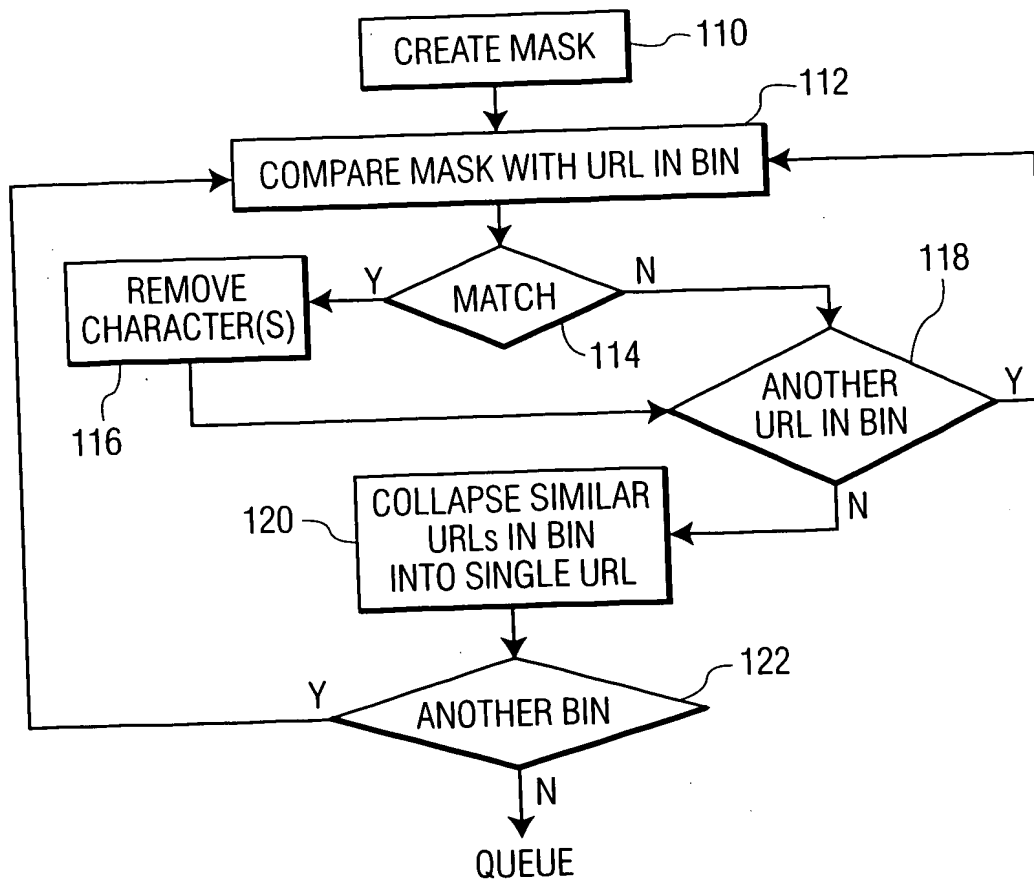 CREATE MASK
110
112
COMPARE MASK WITH URL IN BIN
Y
MATCH
N
114
REMOVE
CHARACTER(S)
116
118
ANOTHER
URL IN BIN
Y
N
120
COLLAPSE SIMILAR
URLs IN BIN
INTO SINGLE URL
122
Y
ANOTHER BIN
N
QUEUE